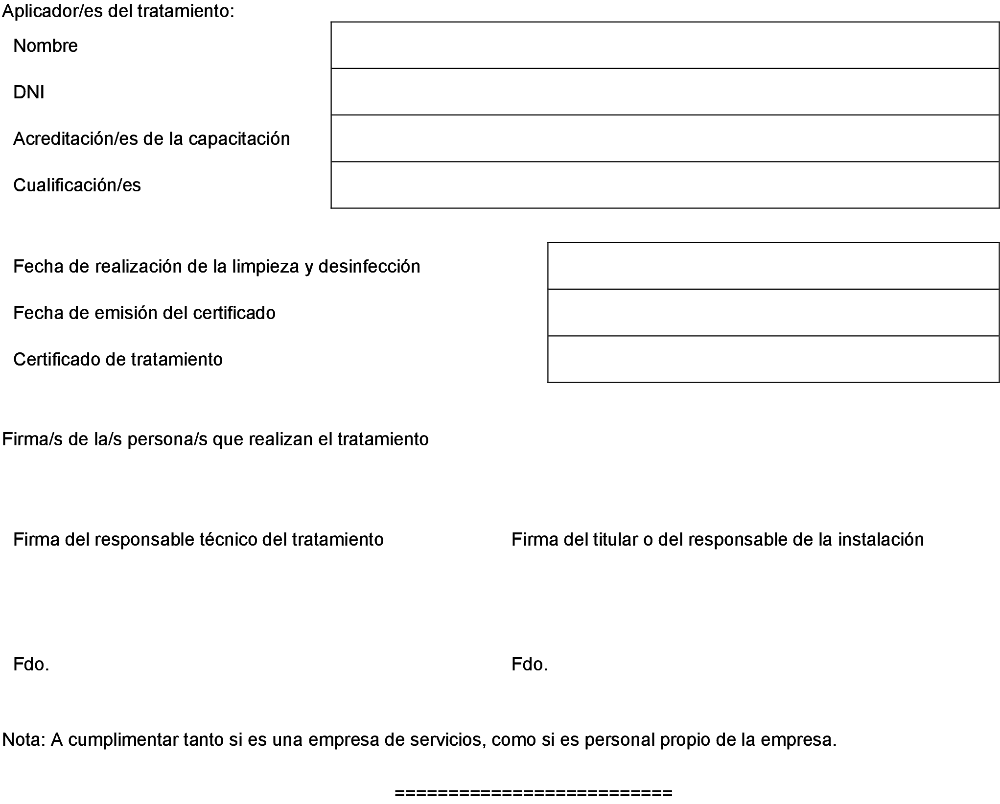 Aplicador/es del tratamiento:
Nombre
DNI
Acreditación/es de la capacitación
Cualificación/es
Fecha de realización de la limpieza y desinfección
Fecha de emisión del certificado
Certificado de tratamiento
Firma/s de la/s persona/s que realizan el tratamiento
Firma del responsable técnico del tratamiento Firma del titular o del responsable de la instalación
Fdo. Fdo.
Nota: A cumplimentar tanto si es una empresa de servicios, como si es personal propio de la empresa.
==========================